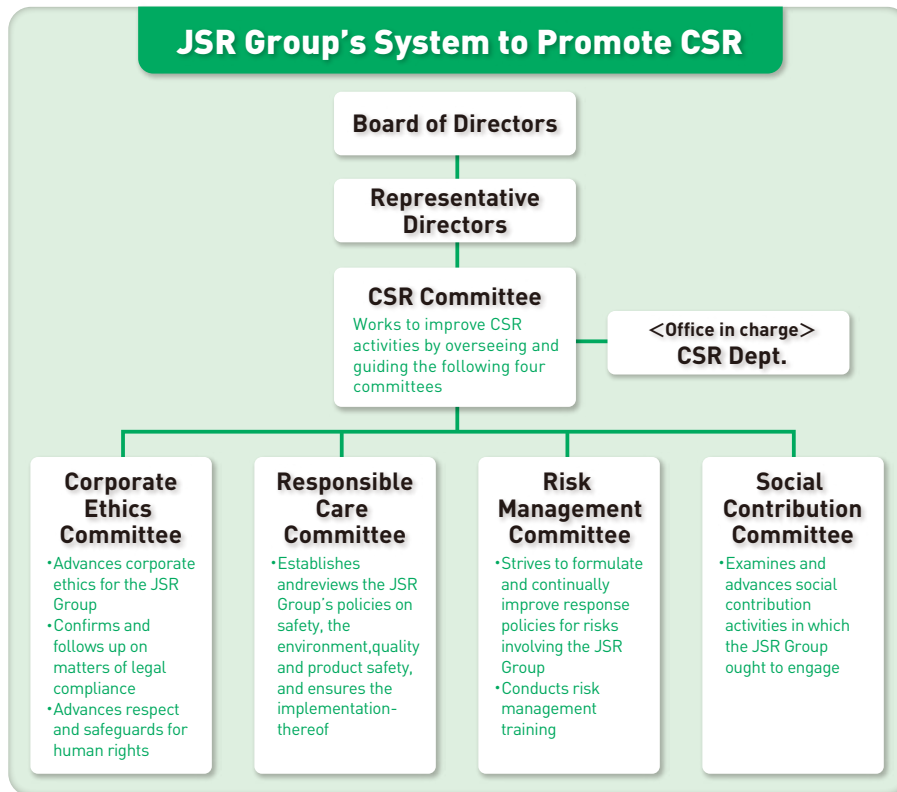 JSR Group's System to Promote CSR
Board of Directors
Representative
Directors
CSR Committee
Works to improve CSR
activities by overseeing and
guiding the following four
committees
<Office in charge>
CSR Dept.
Corporate
Ethics
Committee
•Advances corporate
ethics for the JSR
Group
•Confirms and
follows up on
matters of legal
compliance
•Advances respect
and safeguards for
human rights
Responsible
Care
Committee
•Establishes
andreviews the JSR
Group's policies on
safety, the
environment,quality
and product safety,
and ensures the
implementation-
thereof
Risk
Management
Committee
•Strives to formulate
and continually
improve response
policies for risks
involving the JSR
Group
•Conducts risk
management
training
Social
Contribution
Committee
•Examines and
advances social
contribution
activities in which
the JSR Group
ought to engage